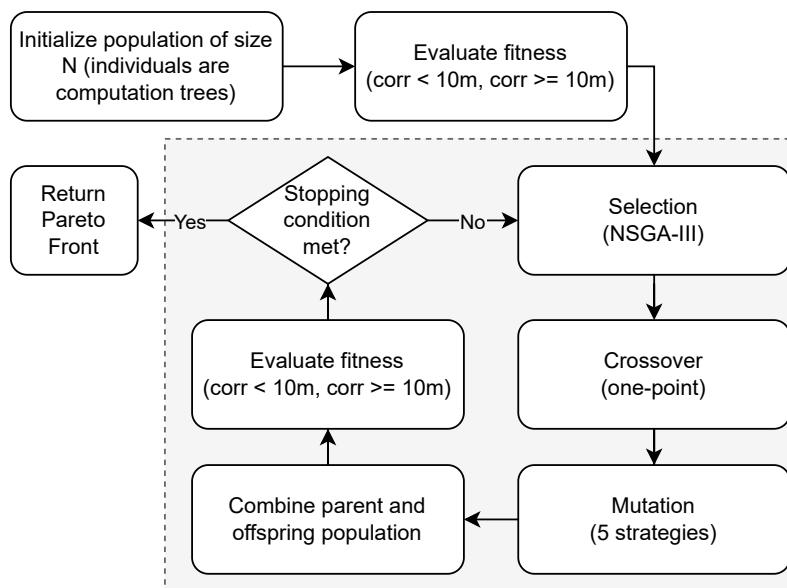 Initialize population of size
N (individuals are
computation trees)
Evaluate fitness
(corr < 10m, corr >= 10m)
Return
Pareto
Front
Yes
Stopping
condition
met?
No
Selection
(NSGA-III)
Evaluate fitness
(corr < 10m, corr >= 10m)
Crossover
(one-point)
Combine parent and
offspring population
Mutation
(5 strategies)